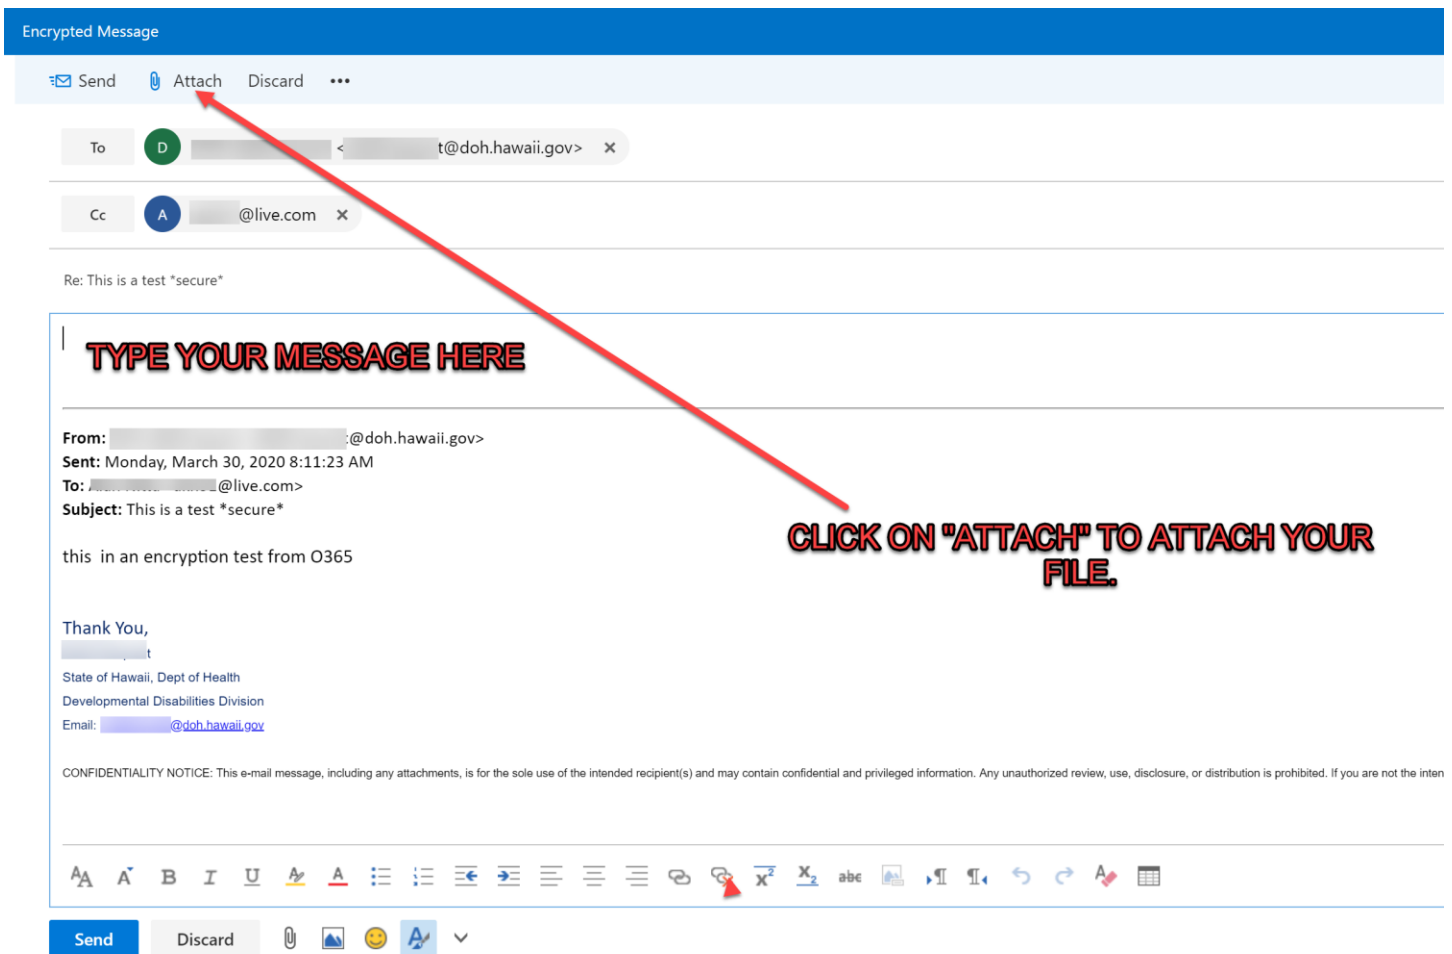 Encrypted Message
Send Attach Discard •••
To D < t@doh.hawaii.gov> ×
Cc A @live.com ×
Re: This is a test *secure*
TYPE YOUR MESSAGE HERE
From: :@doh.hawaii.gov>
Sent: Monday, March 30, 2020 8:11:23 AM
To: @live.com>
Subject: This is a test *secure*
CLICK ON "ATTACH" TO ATTACH YOUR
FILE.
this in an encryption test from O365
Thank You,
t
State of Hawaii, Dept of Health
Developmental Disabilities Division
Email: @doh.hawaii.gov
CONFIDENTIALITY NOTICE: This e-mail message, including any attachments, is for the sole use of the intended recipient(s) and may contain confidential and privileged information. Any unauthorized review, use, disclosure, or distribution is prohibited. If you are not the inten
AA A B I U A A x² x₂ abc ¶ ¶ A
Send Discard A